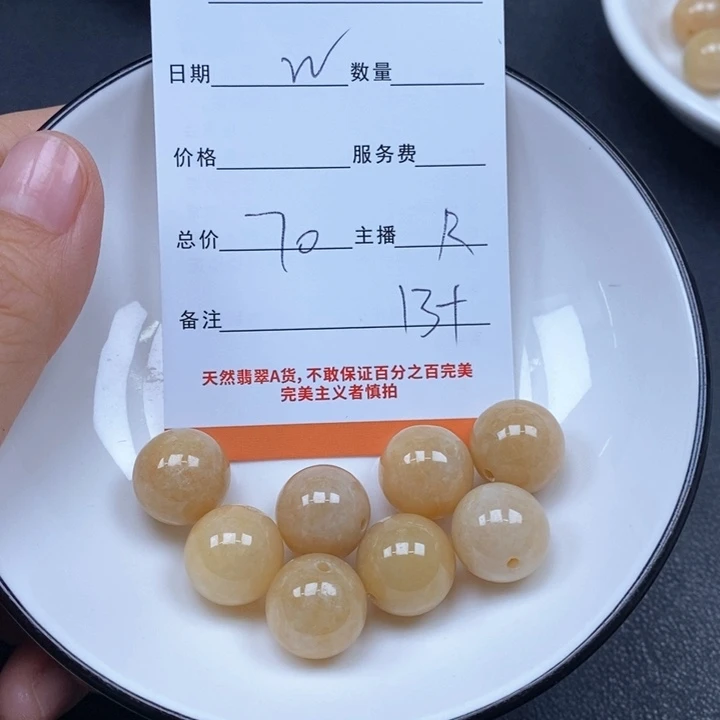 日期 W 数量
价格 服务费
总价 70 主播 R
备注 13+
天然翡翠A货,不敢保证百分之百完美
完美主义者慎拍